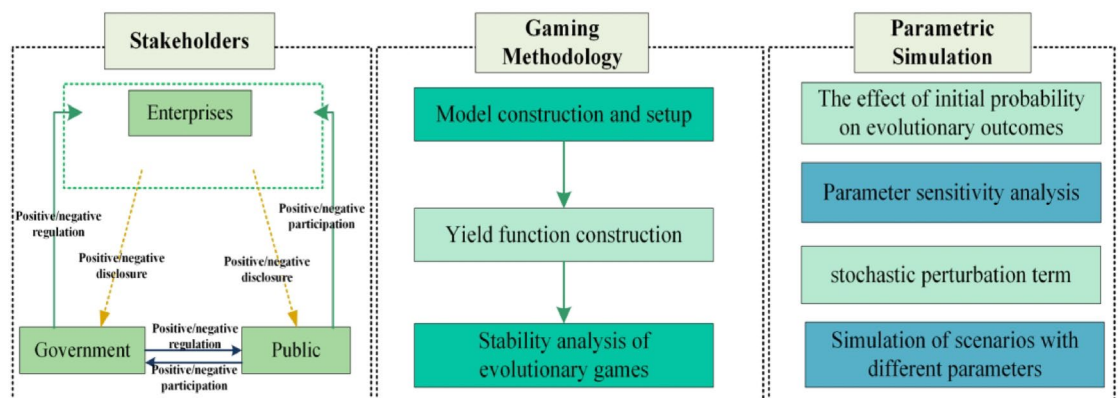 Stakeholders
Enterprises
Positive/negative
regulation
Positive/negative
participation
Positive/negative
disclosure
Positive/negative
disclosure
Government
Positive/negative
regulation
Positive/negative
participation
Public
Gaming
Methodology
Model construction and setup
Yield function construction
Stability analysis of
evolutionary games
Parametric
Simulation
The effect of initial probability
on evolutionary outcomes
Parameter sensitivity analysis
stochastic perturbation term
Simulation of scenarios with
different parameters